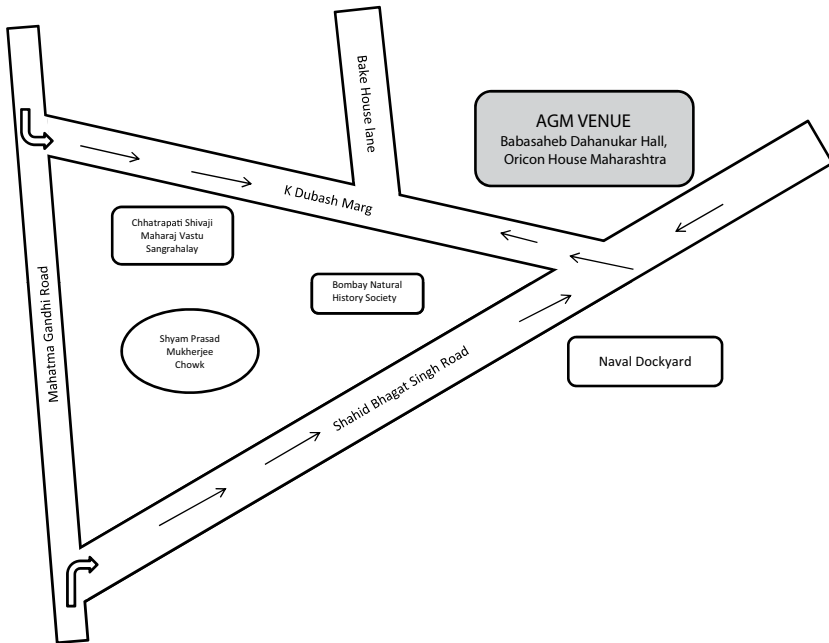 Bake House lane
AGM VENUE
Babasaheb Dahanukar Hall,
Oricon House Maharashtra
K Dubash Marg
Chhatrapati Shivaji
Maharaj Vastu
Sangrahalay
Mahatma Gandhi Road
Bombay Natural
History Society
Shyam Prasad
Mukherjee
Chowk
Shahid Bhagat Singh Road
Naval Dockyard